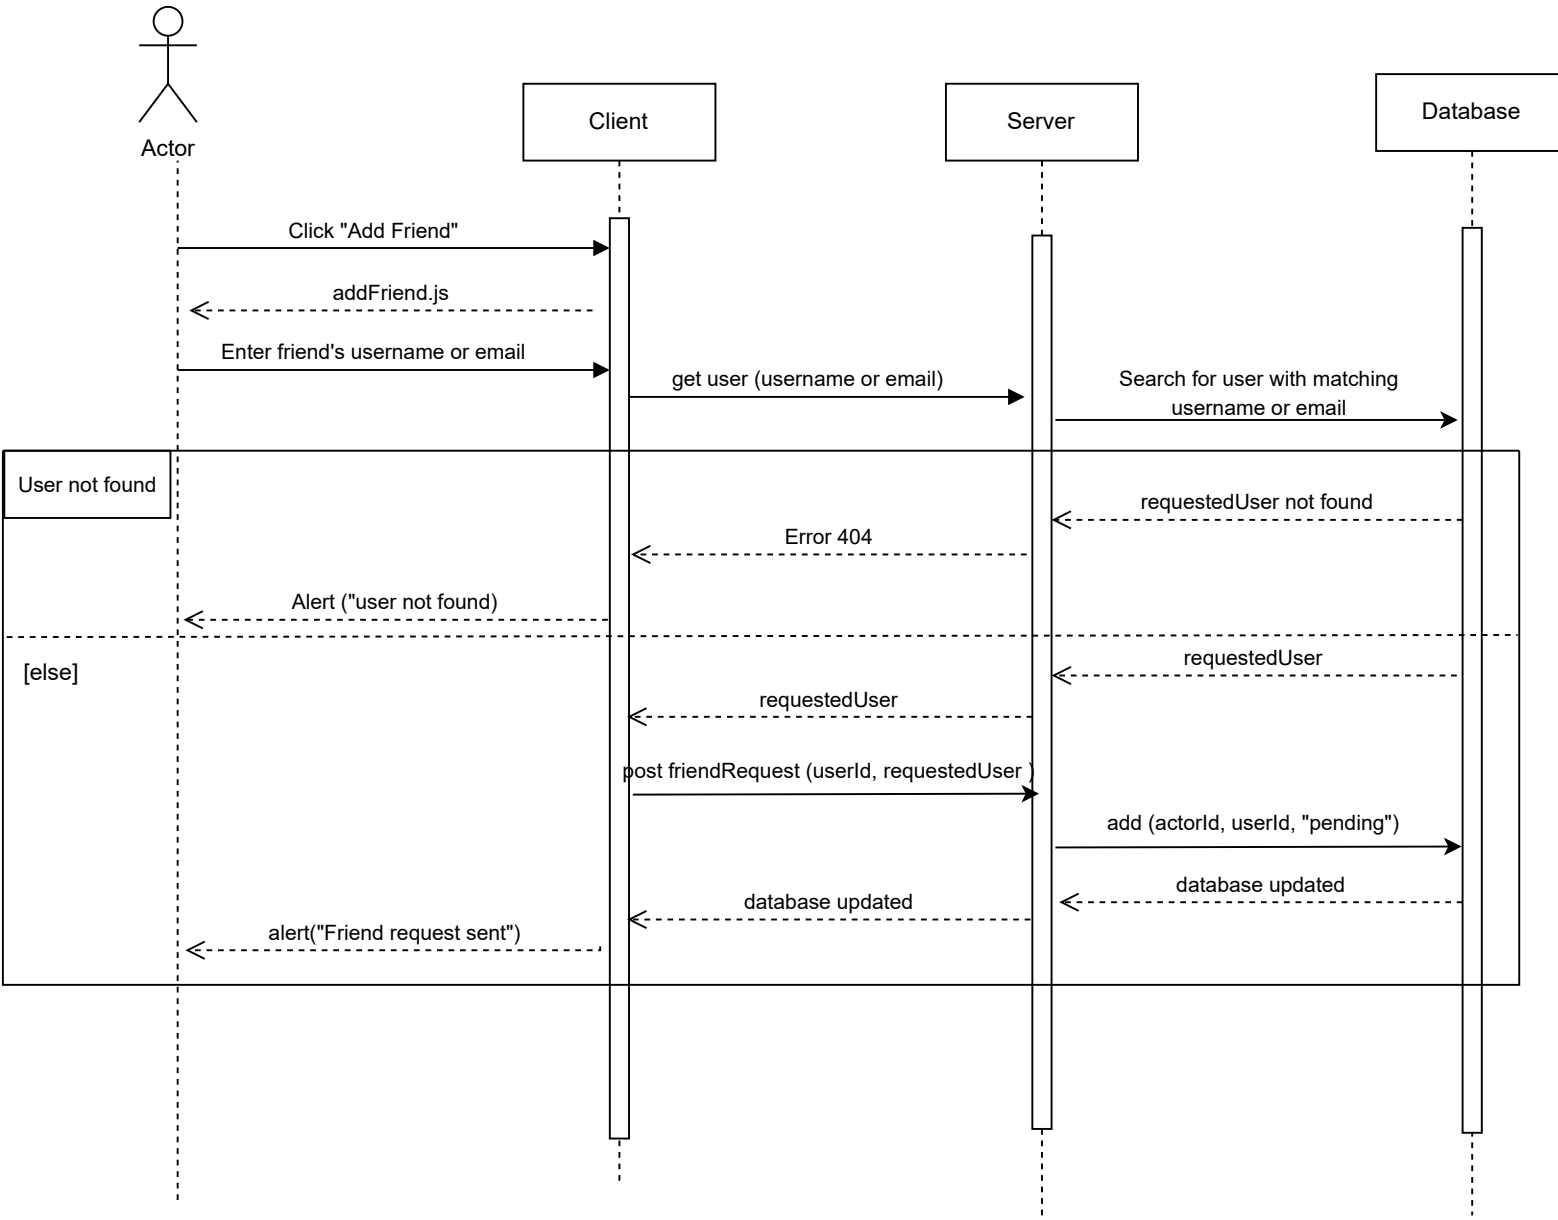 Actor
Client
Server
Database
Click "Add Friend"
addFriend.js
Enter friend's username or email
get user (username or email)
Search for user with matching
username or email
User not found
requestedUser not found
Error 404
Alert ("user not found)
[else]
requestedUser
requestedUser
post friendRequest (userId, requestedUser )
add (actorId, userId, "pending")
database updated
database updated
alert("Friend request sent")